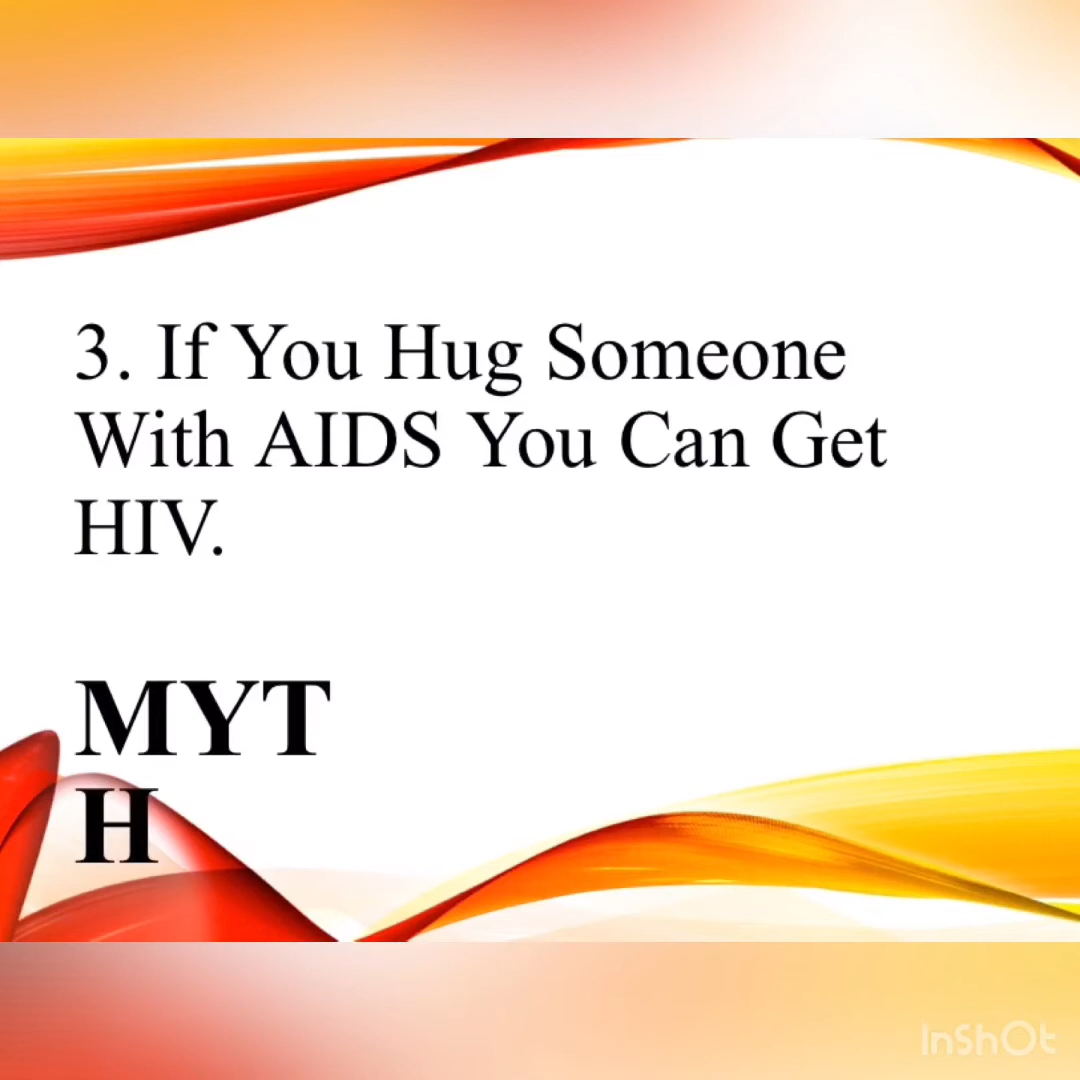 3. If You Hug Someone
With AIDS You Can Get
HIV.
MYT
H
InShOt